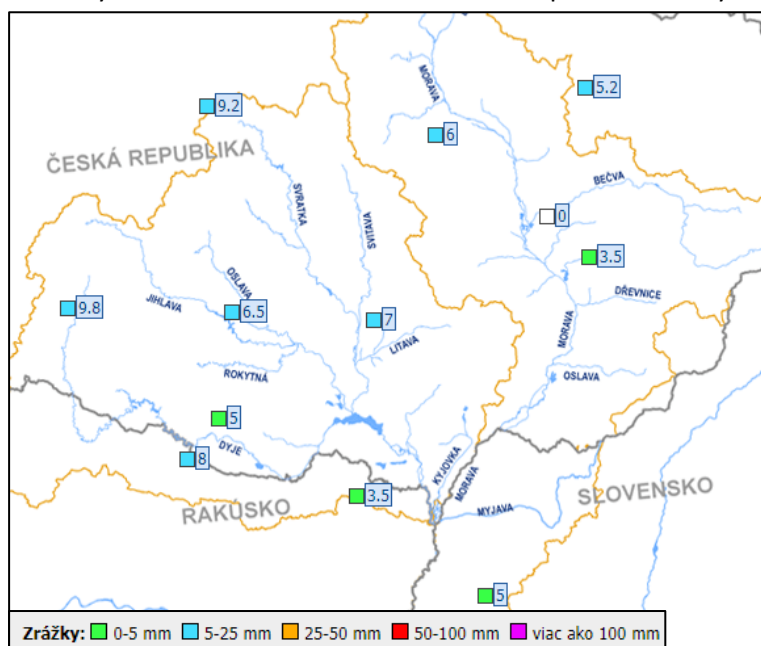 MORAVA
5.2
9.2
6
ČESKÁ REPUBLIKA
BEČVA
SVRATKA
SVITAVA
0
3.5
OSLAVA
DŘEVNICE
JIHLAVA
9.8
6.5
7
MORAVA
LITAVA
ROKYTNÁ
OSLAVA
5
DYJE
8
KYJOVKA
MORAVA
SLOVENSKO
3.5
RAKÚSKO
MYJAVA
5
Zrážky: 0-5 mm 5-25 mm 25-50 mm 50-100 mm viac ako 100 mm